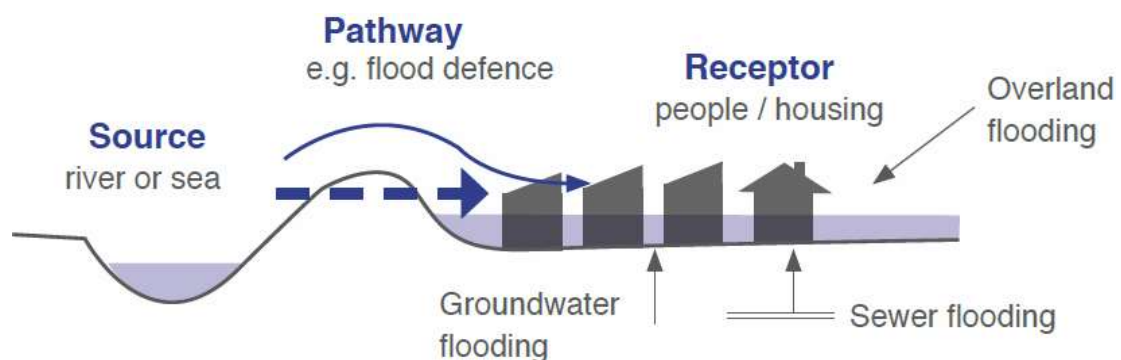 Pathway
e.g. flood defence
Receptor
people / housing
Overland
flooding
Source
river or sea
Groundwater
flooding
Sewer flooding